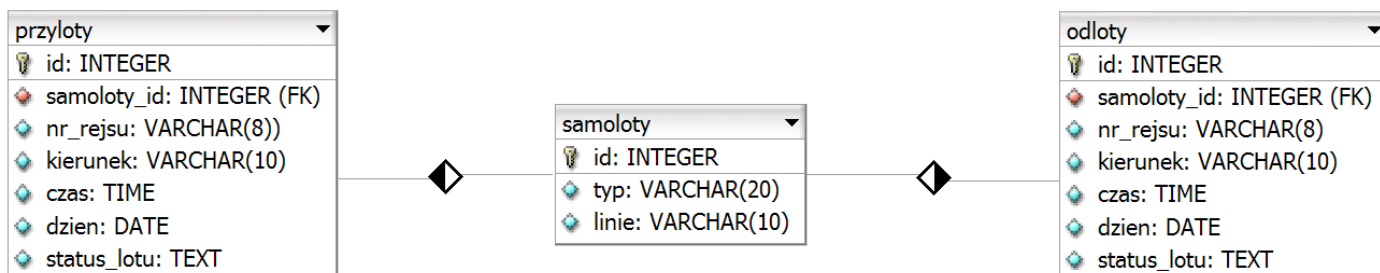 przyloty
id: INTEGER
samoloty_id: INTEGER (FK)
nr_rejsu: VARCHAR(8))
kierunek: VARCHAR(10)
czas: TIME
dzien: DATE
status_lotu: TEXT
samoloty
id: INTEGER
typ: VARCHAR(20)
linie: VARCHAR(10)
odloty
id: INTEGER
samoloty_id: INTEGER (FK)
nr_rejsu: VARCHAR(8)
kierunek: VARCHAR(10)
czas: TIME
dzien: DATE
status_lotu: TEXT